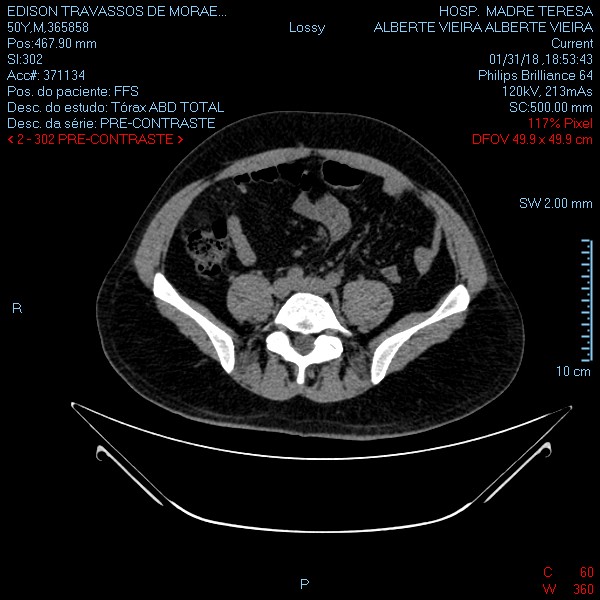 EDISON TRAVASSOS DE MORAE...
50Y,M,365858
Pos:467.90 mm
Sl:302
Acc#: 371134
Pos. do paciente: FFS
Desc. do estudo: Tórax ABD TOTAL
Desc. da série: PRE-CONTRASTE
< 2 - 302 PRE-CONTRASTE >
Lossy
HOSP. MADRE TERESA
ALBERTE VIEIRA ALBERTE VIEIRA
Current
01/31/18 ,18:53:43
Philips Brilliance 64
120kV, 213mAs
SC:500.00 mm
117% Pixel
DFOV 49.9 x 49.9 cm
SW 2.00 mm
R
10 cm
P
C 60
W 360